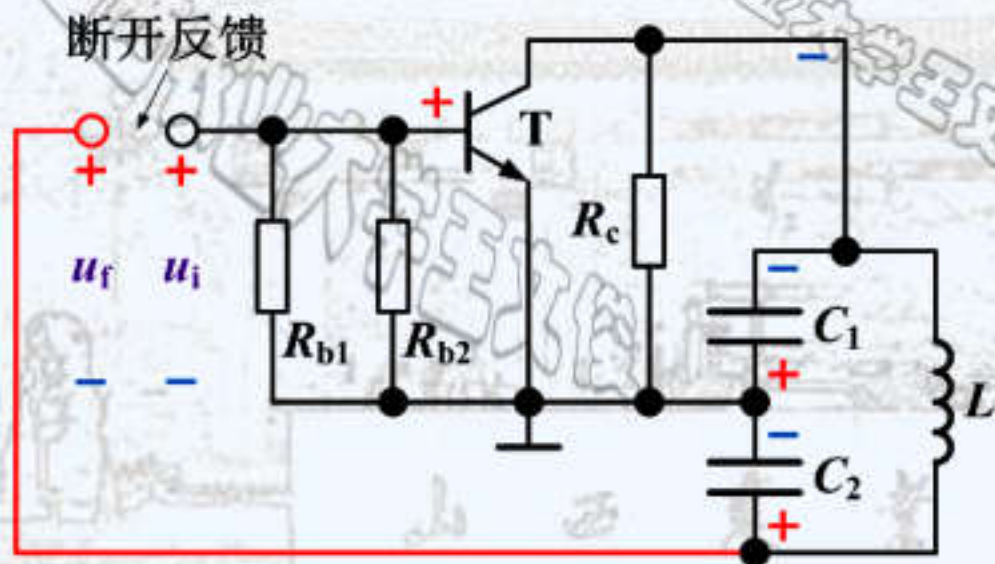 断开反馈
+ T −
+ +
R_c
u_f u_i −
R_b1 R_b2 C_1
− − +
− L
C_2
+